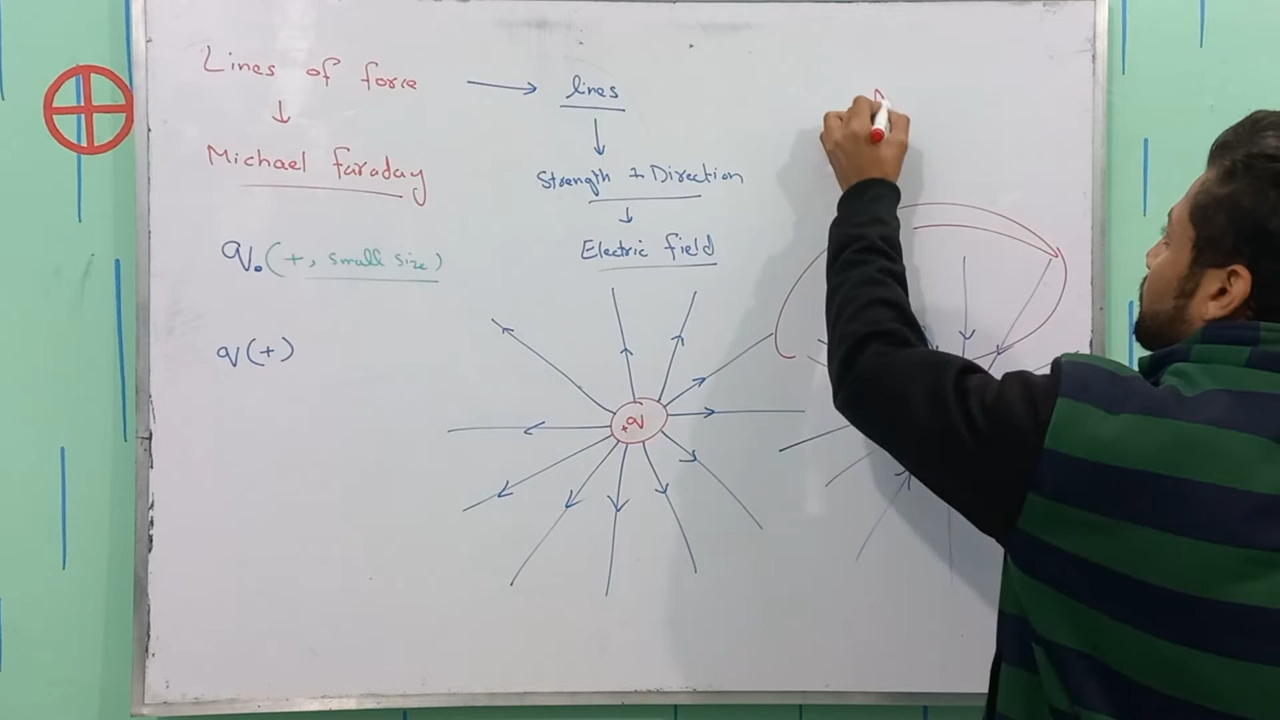 Lines of force → lines
↓
Michael faraday
↓
Strength & Direction
↓
Electric field
q₀ (+, small size)
q (+)
+q